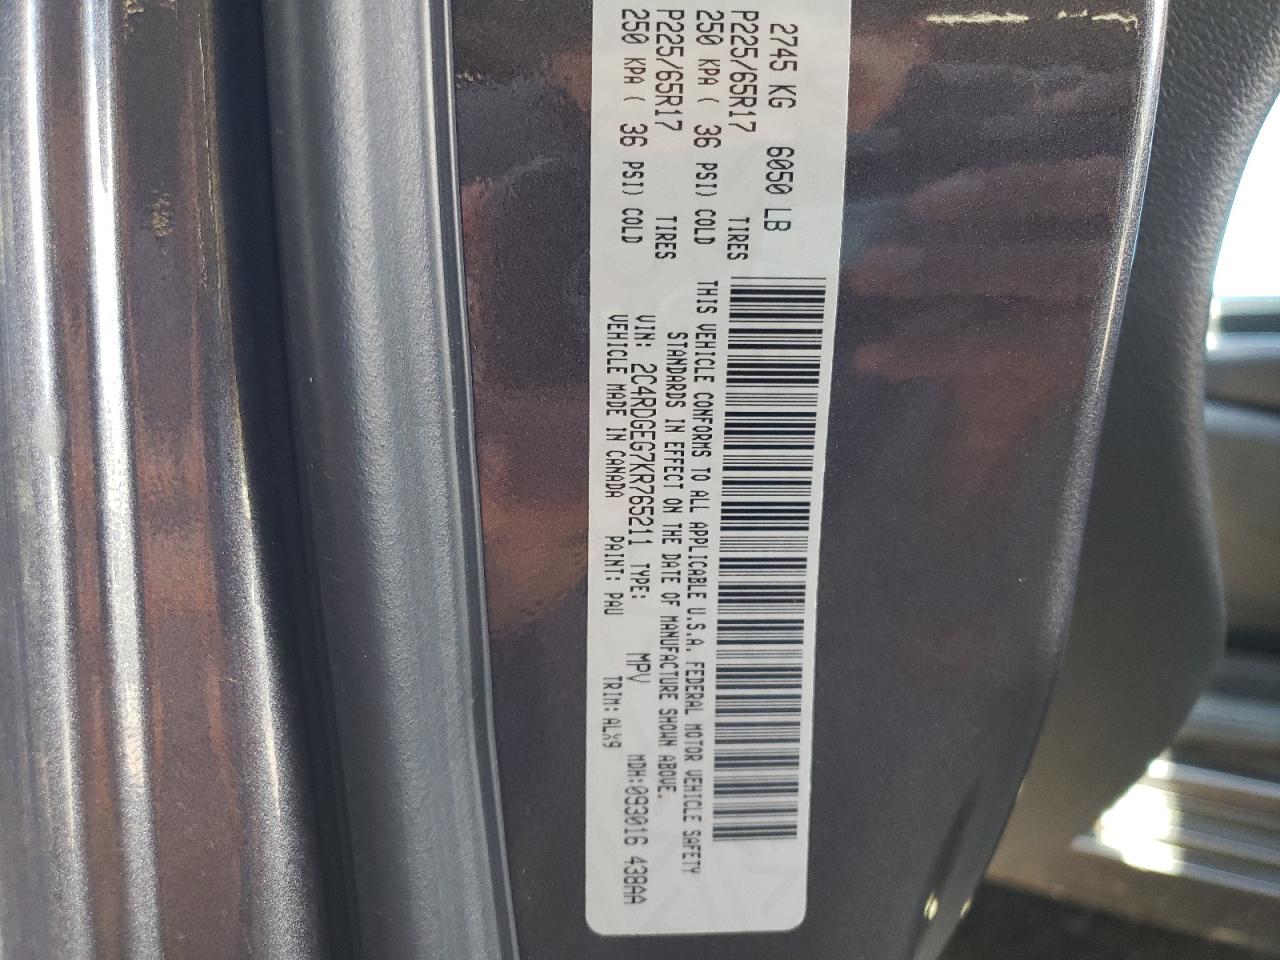 2745 KG 6050 LB
P225/65R17 TIRES
250 KPA ( 36 PSI) COLD
P225/65R17 TIRES
250 KPA ( 36 PSI) COLD
THIS VEHICLE CONFORMS TO ALL APPLICABLE U.S.A. FEDERAL MOTOR VEHICLE SAFETY
STANDARDS IN EFFECT ON THE DATE OF MANUFACTURE SHOWN ABOVE.
VIN: 2C4RDGEG7KR765211 TYPE: MPV MDH:093016 438AA
VEHICLE MADE IN CANADA PAINT: PAU TRIM: ALX9